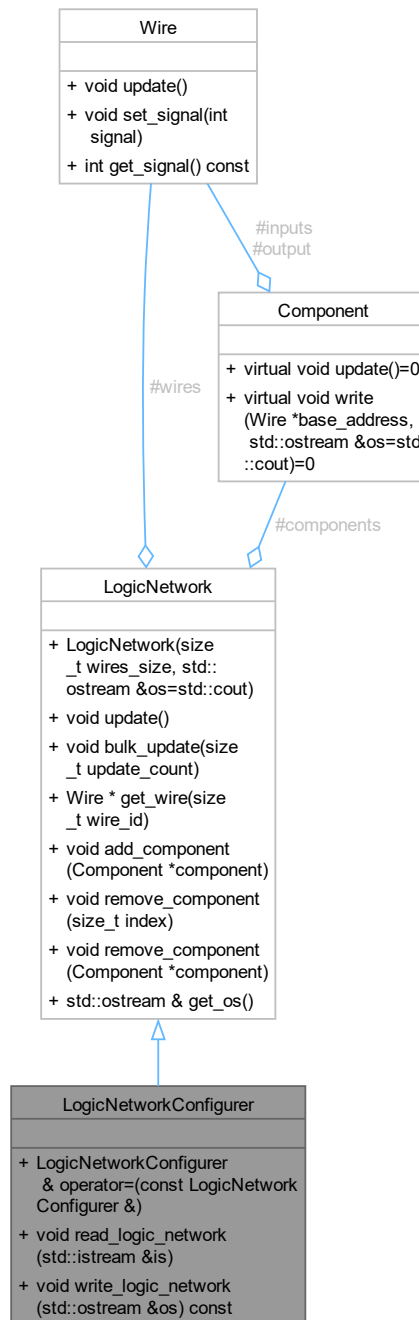 Wire
+ void update()
+ void set_signal(int
signal)
+ int get_signal() const
#inputs
#output
Component
+ virtual void update()=0
+ virtual void write
(Wire *base_address,
std::ostream &os=std
::cout)=0
#wires
#components
LogicNetwork
+ LogicNetwork(size
_t wires_size, std::
ostream &os=std::cout)
+ void update()
+ void bulk_update(size
_t update_count)
+ Wire * get_wire(size
_t wire_id)
+ void add_component
(Component *component)
+ void remove_component
(size_t index)
+ void remove_component
(Component *component)
+ std::ostream & get_os()
LogicNetworkConfigurer
+ LogicNetworkConfigurer
& operator=(const LogicNetwork
Configurer &)
+ void read_logic_network
(std::istream &is)
+ void write_logic_network
(std::ostream &os) const